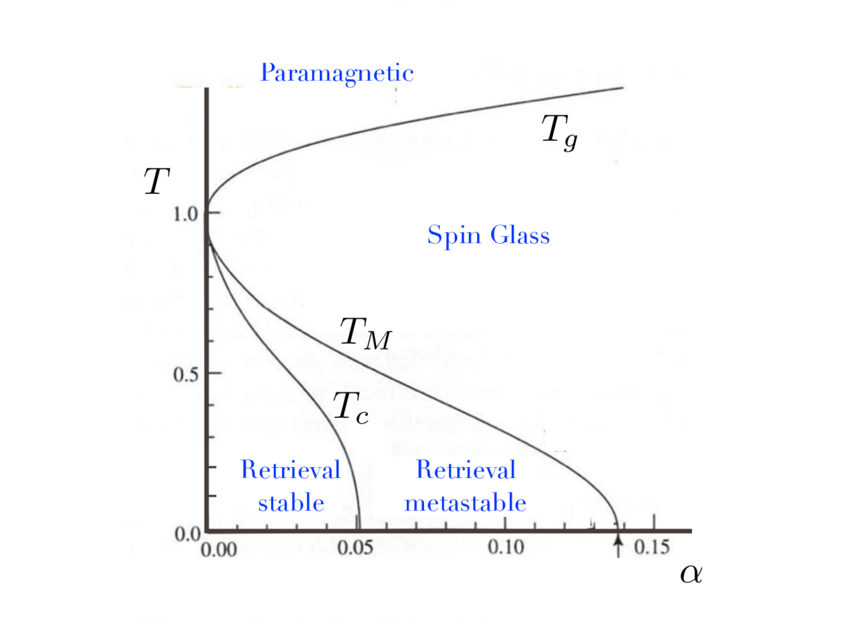 Paramagnetic
T_g
T
1.0
Spin Glass
T_M
0.5
T_c
Retrieval
stable
Retrieval
metastable
0.0
0.00
0.05
0.10
0.15
α